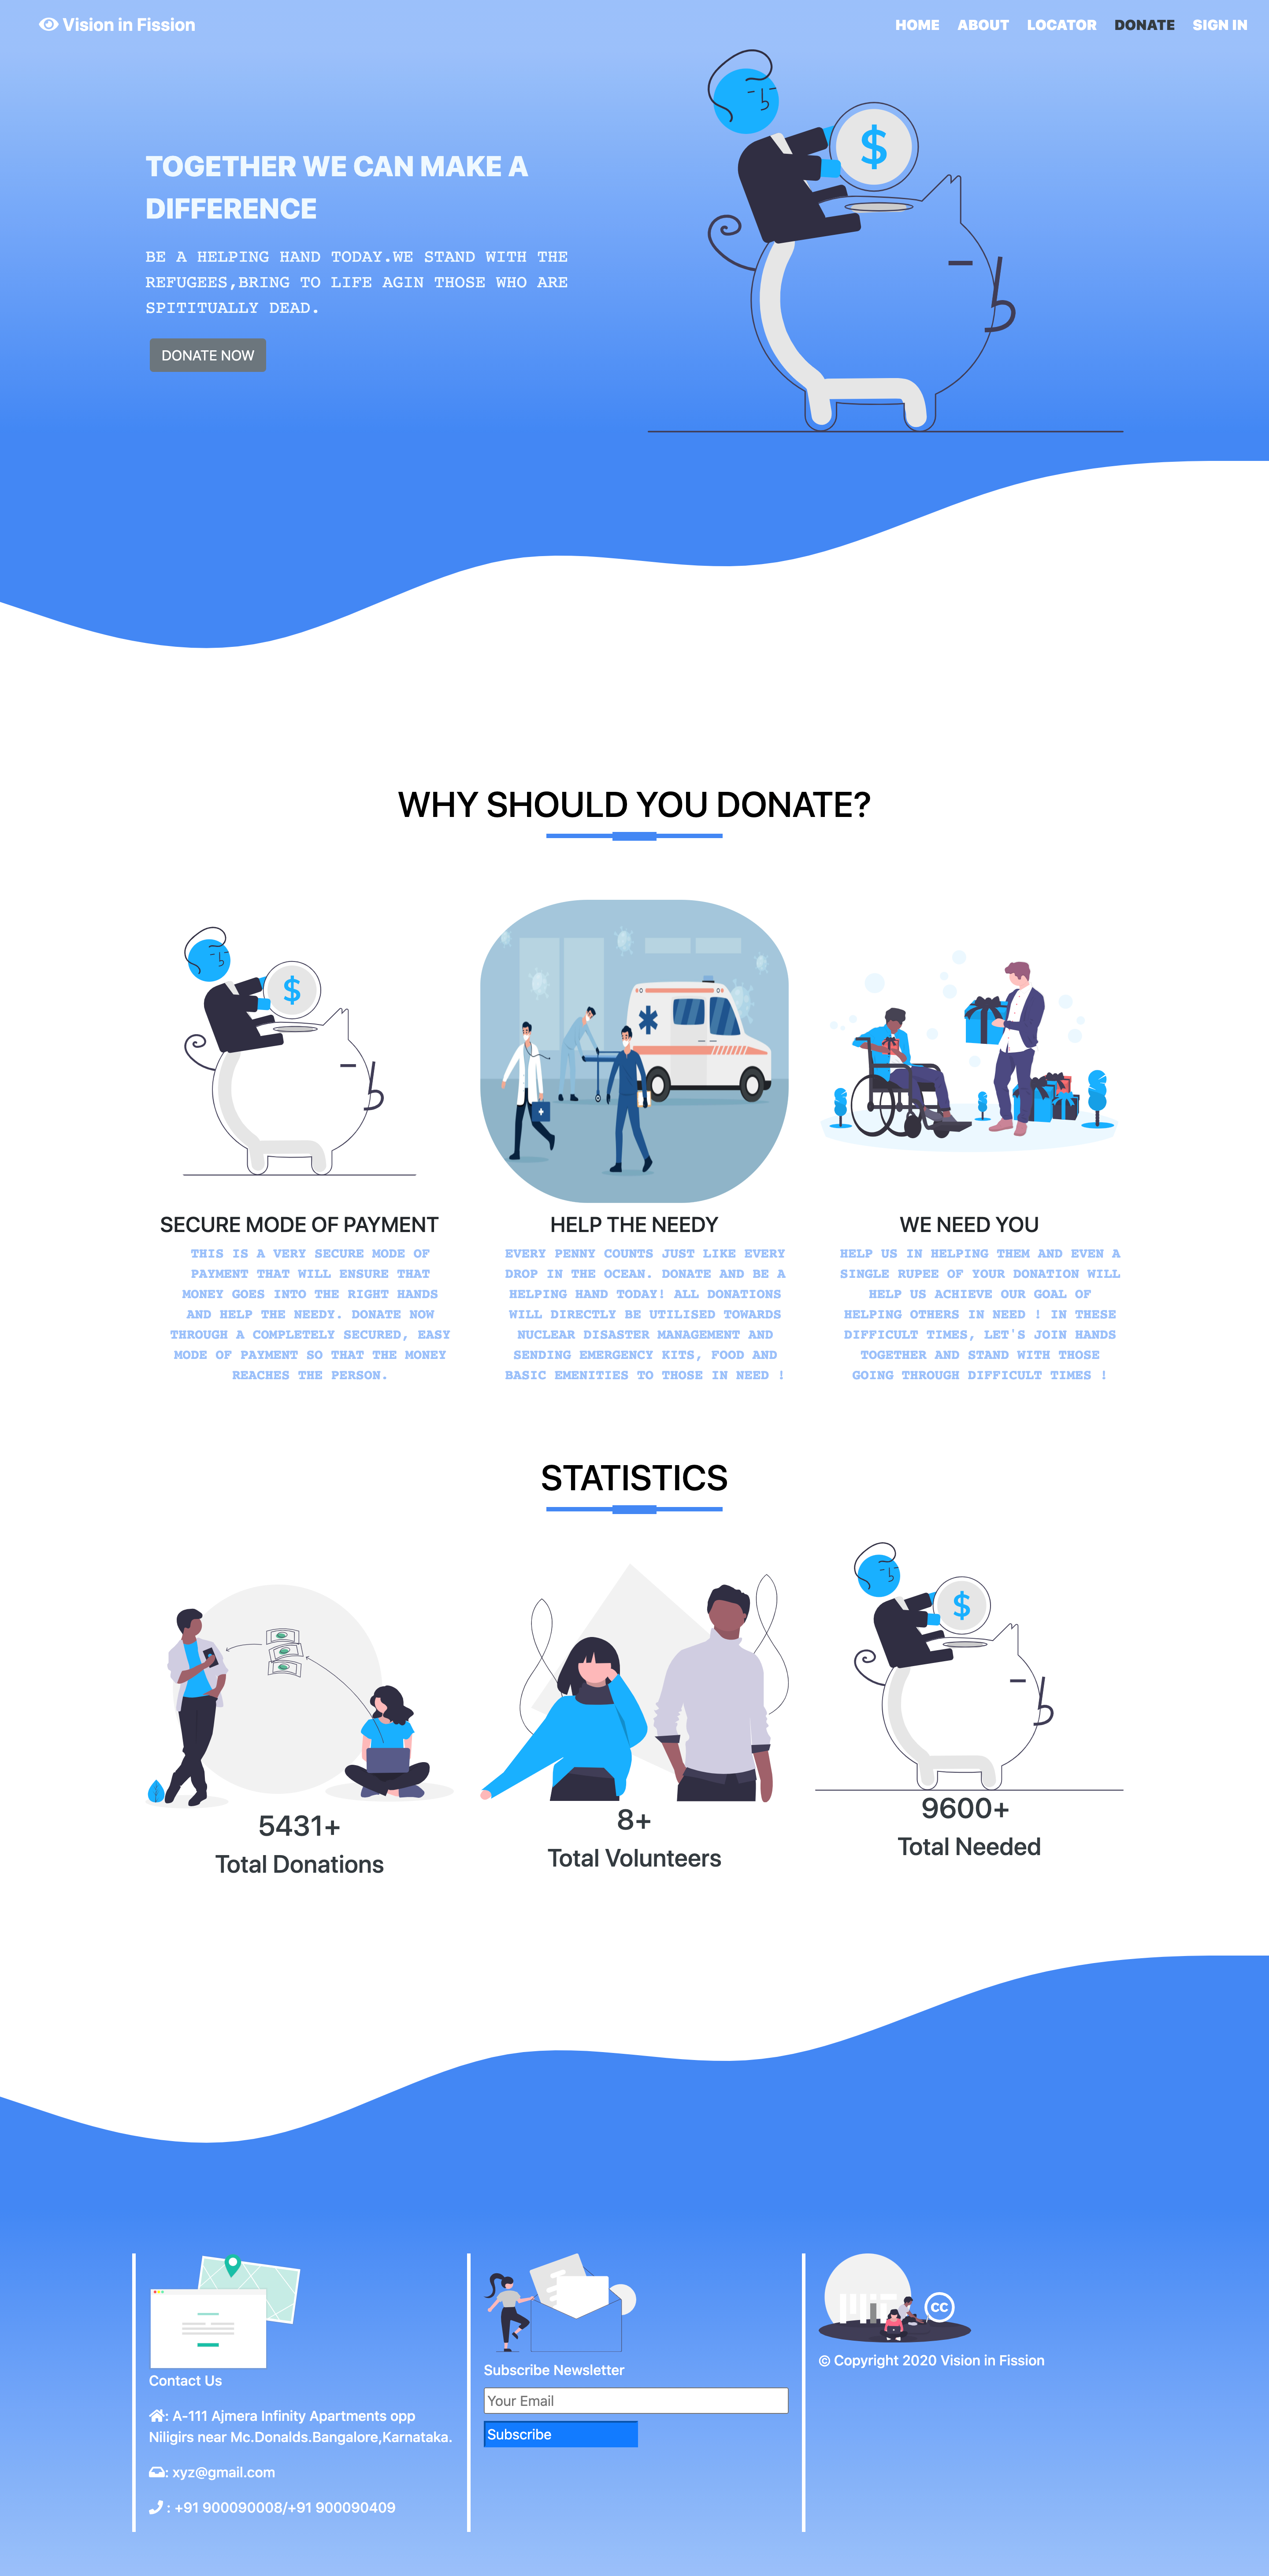 Vision in Fission
HOME ABOUT LOCATOR DONATE SIGN IN
$
TOGETHER WE CAN MAKE A
DIFFERENCE
BE A HELPING HAND TODAY.WE STAND WITH THE
REFUGEES,BRING TO LIFE AGIN THOSE WHO ARE
SPITITUALLY DEAD.
DONATE NOW
WHY SHOULD YOU DONATE?
$
SECURE MODE OF PAYMENT
THIS IS A VERY SECURE MODE OF
PAYMENT THAT WILL ENSURE THAT
MONEY GOES INTO THE RIGHT HANDS
AND HELP THE NEEDY. DONATE NOW
THROUGH A COMPLETELY SECURED, EASY
MODE OF PAYMENT SO THAT THE MONEY
REACHES THE PERSON.
HELP THE NEEDY
EVERY PENNY COUNTS JUST LIKE EVERY
DROP IN THE OCEAN. DONATE AND BE A
HELPING HAND TODAY! ALL DONATIONS
WILL DIRECTLY BE UTILISED TOWARDS
NUCLEAR DISASTER MANAGEMENT AND
SENDING EMERGENCY KITS, FOOD AND
BASIC EMENITIES TO THOSE IN NEED !
WE NEED YOU
HELP US IN HELPING THEM AND EVEN A
SINGLE RUPEE OF YOUR DONATION WILL
HELP US ACHIEVE OUR GOAL OF
HELPING OTHERS IN NEED ! IN THESE
DIFFICULT TIMES, LET'S JOIN HANDS
TOGETHER AND STAND WITH THOSE
GOING THROUGH DIFFICULT TIMES !
STATISTICS
$
5431+
Total Donations
8+
Total Volunteers
9600+
Total Needed
Contact Us
: A-111 Ajmera Infinity Apartments opp
Niligirs near Mc.Donalds.Bangalore,Karnataka.
: xyz@gmail.com
: +91 900090008/+91 900090409
Subscribe Newsletter
Your Email
Subscribe
CC
© Copyright 2020 Vision in Fission